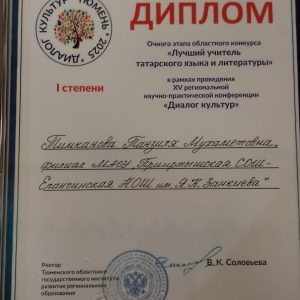 ДИАЛОГ КУЛЬТУР ТЮМЕНЬ 2025
ДИПЛОМ
I степени
Очного этапа областного конкурса
«Лучший учитель
татарского языка и литературы»
в рамках проведения
XV региональной
научно-практической конференции
«Диалог культур»
Тимканова Танзиля Мухаметовна,
филиал МАОУ "Прииртышская СОШ-
Епанчинская НОШ им. Я.К. Занкиева"
Ректор
Тюменского областного
государственного института
развития регионального
образования
В. К. Соловьева